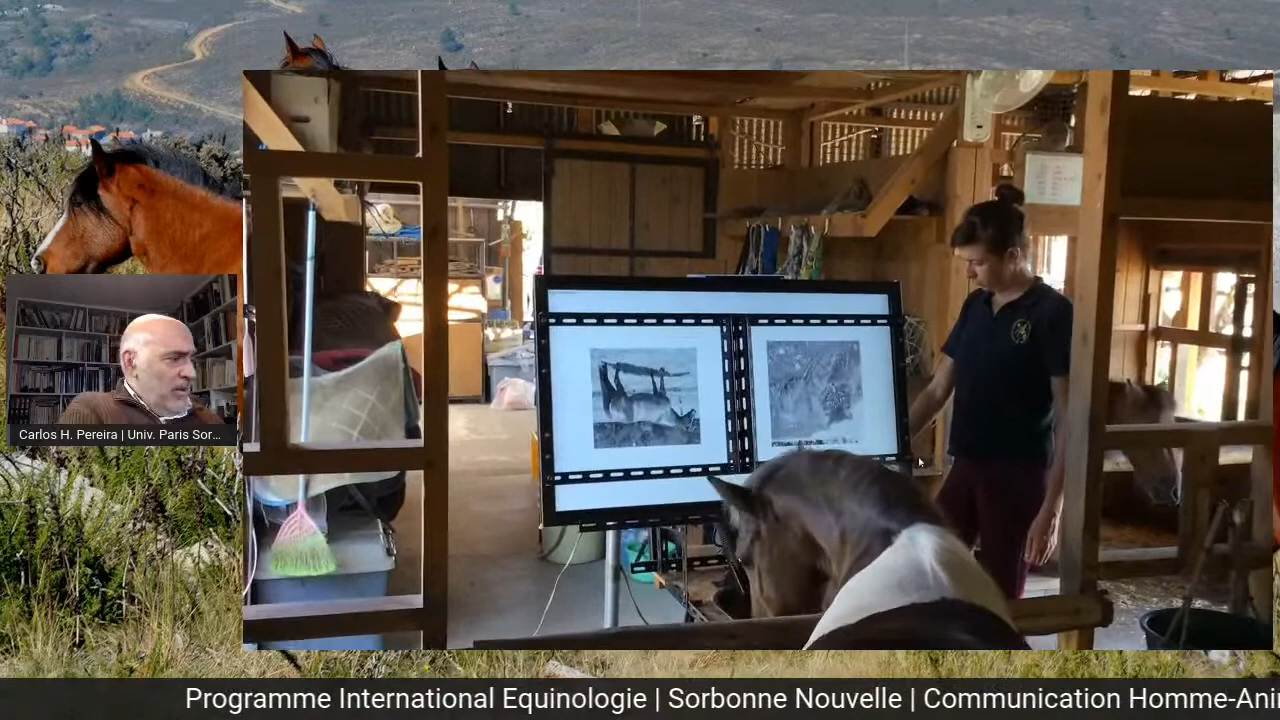 Carlos H. Pereira | Univ. Paris Sor...
Programme International Equinologie | Sorbonne Nouvelle | Communication Homme-Ani